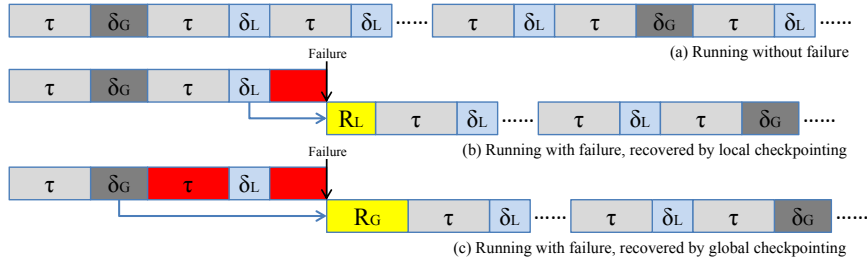 τ δG τ δL τ δL ...... τ δL τ δG τ δL ......
(a) Running without failure
Failure
τ δG τ δL
RL τ δL ...... τ δL τ δG ......
(b) Running with failure, recovered by local checkpointing
Failure
τ δG τ δL
RG τ δL ...... τ δL τ δG ......
(c) Running with failure, recovered by global checkpointing